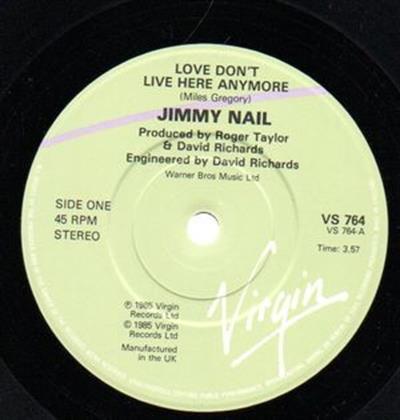 LOVE DON'T
LIVE HERE ANYMORE
(Miles Gregory)
JIMMY NAIL
Produced by Roger Taylor
& David Richards
Engineered by David Richards
Warner Bros Music Ltd
SIDE ONE
45 RPM
STEREO
VS 764
VS 764-A
Time: 3.57
℗ 1985 Virgin
Records Ltd
© 1985 Virgin
Records Ltd
Manufactured
in the UK
Virgin